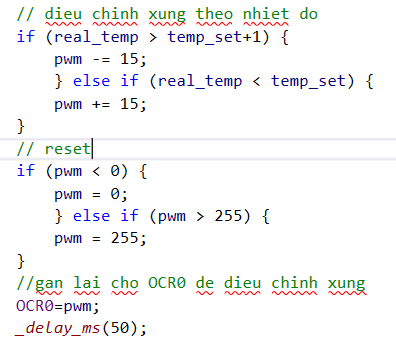 // dieu chinh xung theo nhiet do
if (real_temp > temp_set+1) {
    pwm -= 15;
    } else if (real_temp < temp_set) {
    pwm += 15;
}
// reset
if (pwm < 0) {
    pwm = 0;
    } else if (pwm > 255) {
    pwm = 255;
}
//gan lai cho OCR0 de dieu chinh xung
OCR0=pwm;
_delay_ms(50);